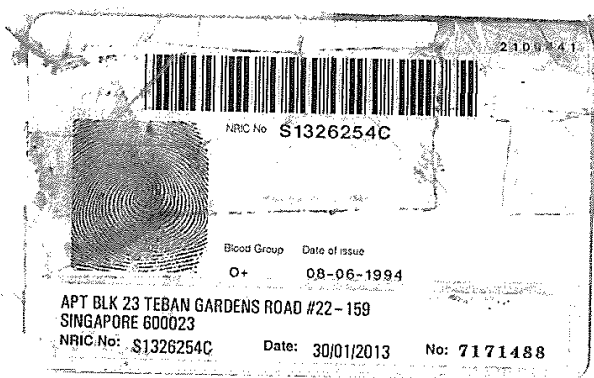 NRIC No S1326254C
Blood Group Date of issue
O+ 08-06-1994
APT BLK 23 TEBAN GARDENS ROAD #22-159
SINGAPORE 600023
NRIC No: S1326254C Date: 30/01/2013 No: 7171488